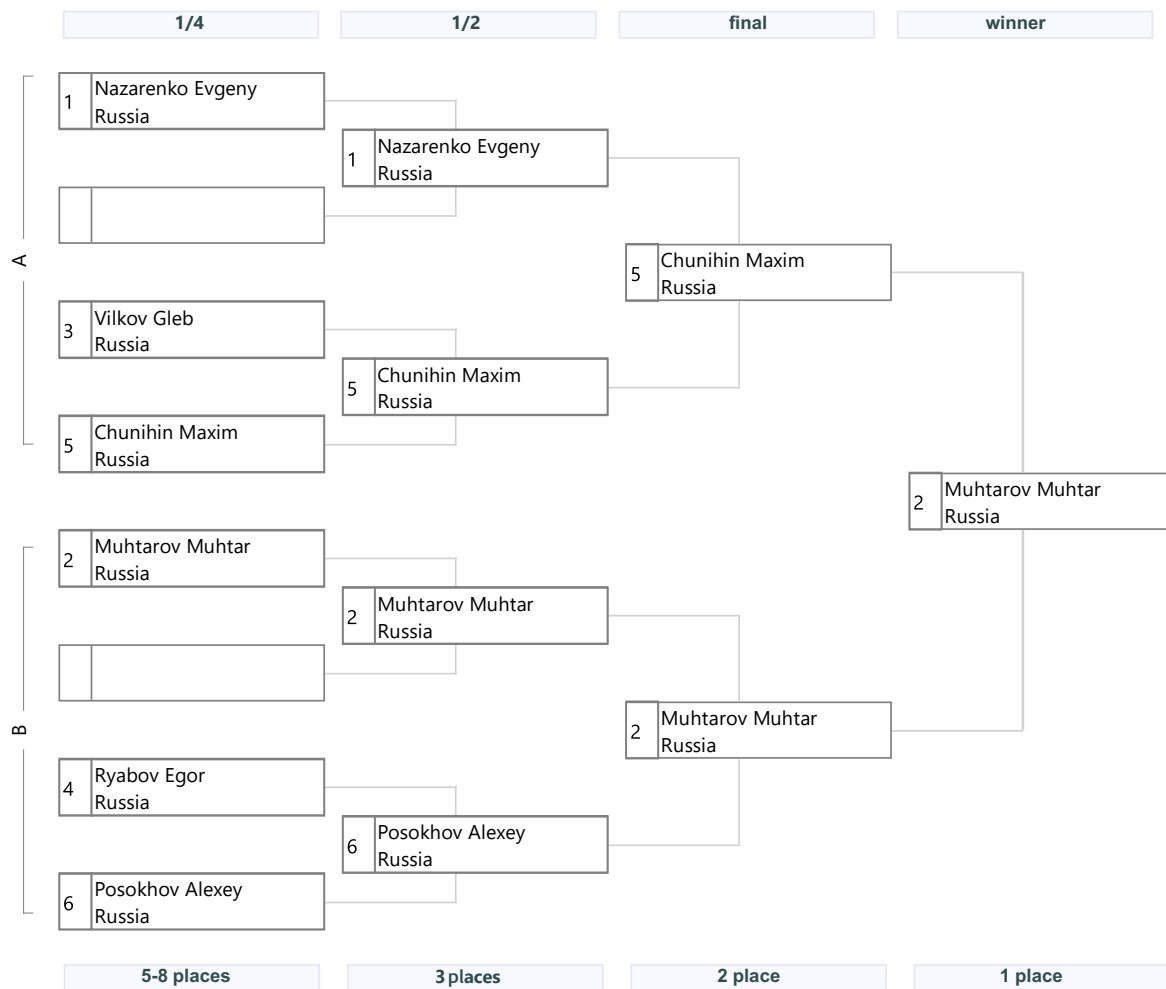 1/4
1/2
final
winner
A
1
Nazarenko Evgeny
Russia
3
Vilkov Gleb
Russia
5
Chunihin Maxim
Russia
B
2
Muhtarov Muhtar
Russia
4
Ryabov Egor
Russia
6
Posokhov Alexey
Russia
1
Nazarenko Evgeny
Russia
5
Chunihin Maxim
Russia
2
Muhtarov Muhtar
Russia
6
Posokhov Alexey
Russia
5
Chunihin Maxim
Russia
2
Muhtarov Muhtar
Russia
2
Muhtarov Muhtar
Russia
5-8 places
3 places
2 place
1 place